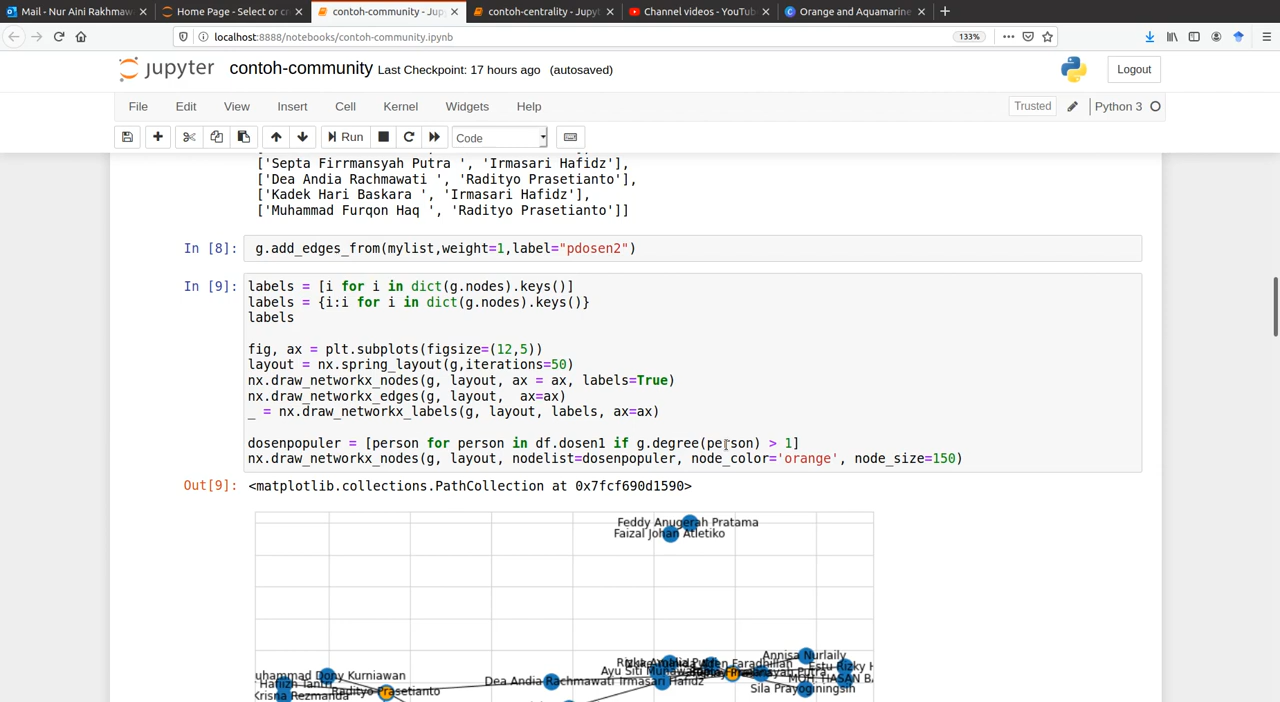 Mail - Nur Aini Rakhmaw
Home Page - Select or cr
contoh-community - Jup
contoh-centrality - Jupyt
Channel videos - YouTub
Orange and Aquamarine
localhost:8888/notebooks/contoh-community.ipynb
133%
jupyter contoh-community Last Checkpoint: 17 hours ago (autosaved)
Logout
File Edit View Insert Cell Kernel Widgets Help
Trusted
Python 3
Run
Code
['Septa Firrmansyah Putra ', 'Irmasari Hafidz'],
['Dea Andia Rachmawati ', 'Radityo Prasetianto'],
['Kadek Hari Baskara ', 'Irmasari Hafidz'],
['Muhammad Furqon Haq ', 'Radityo Prasetianto']]
In [8]: g.add_edges_from(mylist,weight=1,label="pdosen2")
In [9]: labels = [i for i in dict(g.nodes).keys()]
labels = {i:i for i in dict(g.nodes).keys()}
labels
fig, ax = plt.subplots(figsize=(12,5))
layout = nx.spring_layout(g,iterations=50)
nx.draw_networkx_nodes(g, layout, ax = ax, labels=True)
nx.draw_networkx_edges(g, layout,  ax=ax)
_ = nx.draw_networkx_labels(g, layout, labels, ax=ax)
dosenpopuler = [person for person in df.dosen1 if g.degree(person) > 1]
nx.draw_networkx_nodes(g, layout, nodelist=dosenpopuler, node_color='orange', node_size=150)
Out[9]: <matplotlib.collections.PathCollection at 0x7fcf690d1590>
Feddy Anugerah Pratama
Faizal Johan Atletiko
Annisa Nurlaily
Estu Rizky H
uhammad Dony Kurniawan
Hafizh Tantri
Krisna Rezmanda
Radityo Prasetianto
Dea Andia Rachmawati
Irmasari Hafidz
Sila Prayoginingsih